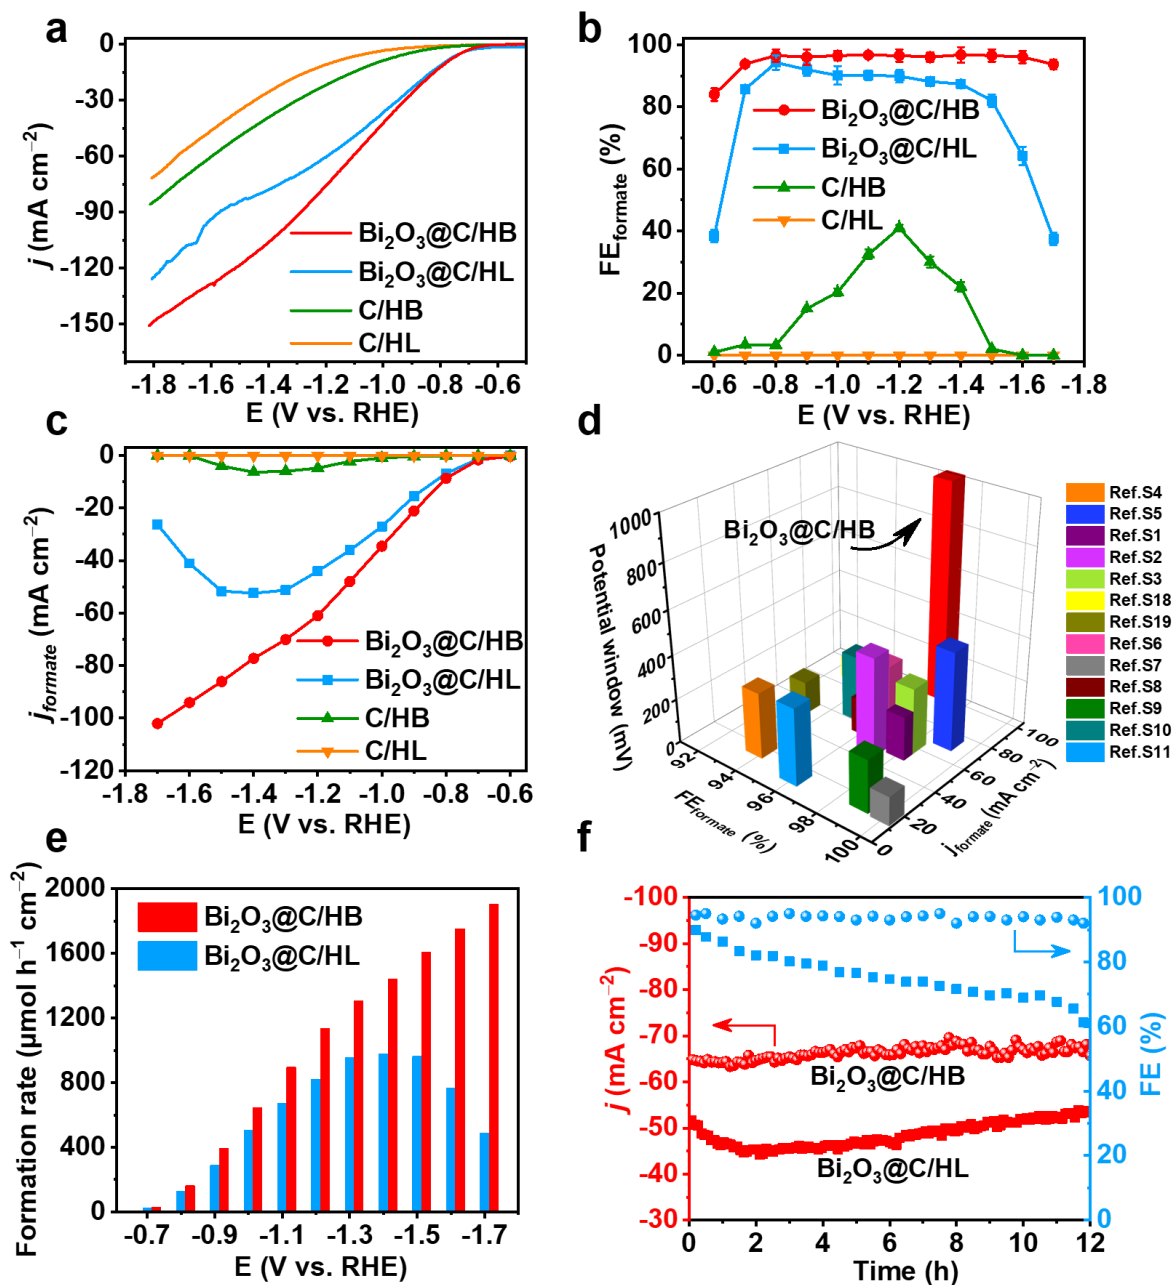 a
0
-30
-60
-90
-120
-150
j (mA cm⁻²)
Bi₂O₃@C/HB
Bi₂O₃@C/HL
C/HB
C/HL
-1.8 -1.6 -1.4 -1.2 -1.0 -0.8 -0.6
E (V vs. RHE)
b
100
80
60
40
20
0
FE_formate (%)
Bi₂O₃@C/HB
Bi₂O₃@C/HL
C/HB
C/HL
-0.6 -0.8 -1.0 -1.2 -1.4 -1.6 -1.8
E (V vs. RHE)
c
0
-20
-40
-60
-80
-100
-120
j_formate (mA cm⁻²)
Bi₂O₃@C/HB
Bi₂O₃@C/HL
C/HB
C/HL
-1.8 -1.6 -1.4 -1.2 -1.0 -0.8 -0.6
E (V vs. RHE)
d
1000
800
600
400
200
0
Potential window (mV)
Bi₂O₃@C/HB
92 94 96 98 100
FE_formate (%)
0 20 40 60 80 100
j_formate (mA cm⁻²)
Ref.S4
Ref.S5
Ref.S1
Ref.S2
Ref.S3
Ref.S18
Ref.S19
Ref.S6
Ref.S7
Ref.S8
Ref.S9
Ref.S10
Ref.S11
e
2000
1600
1200
800
400
0
Formation rate (μmol h⁻¹ cm⁻²)
Bi₂O₃@C/HB
Bi₂O₃@C/HL
-0.7 -0.9 -1.1 -1.3 -1.5 -1.7
E (V vs. RHE)
f
-100
-90
-80
-70
-60
-50
-40
-30
j (mA cm⁻²)
Bi₂O₃@C/HB
Bi₂O₃@C/HL
100
80
60
40
20
0
FE (%)
0 2 4 6 8 10 12
Time (h)